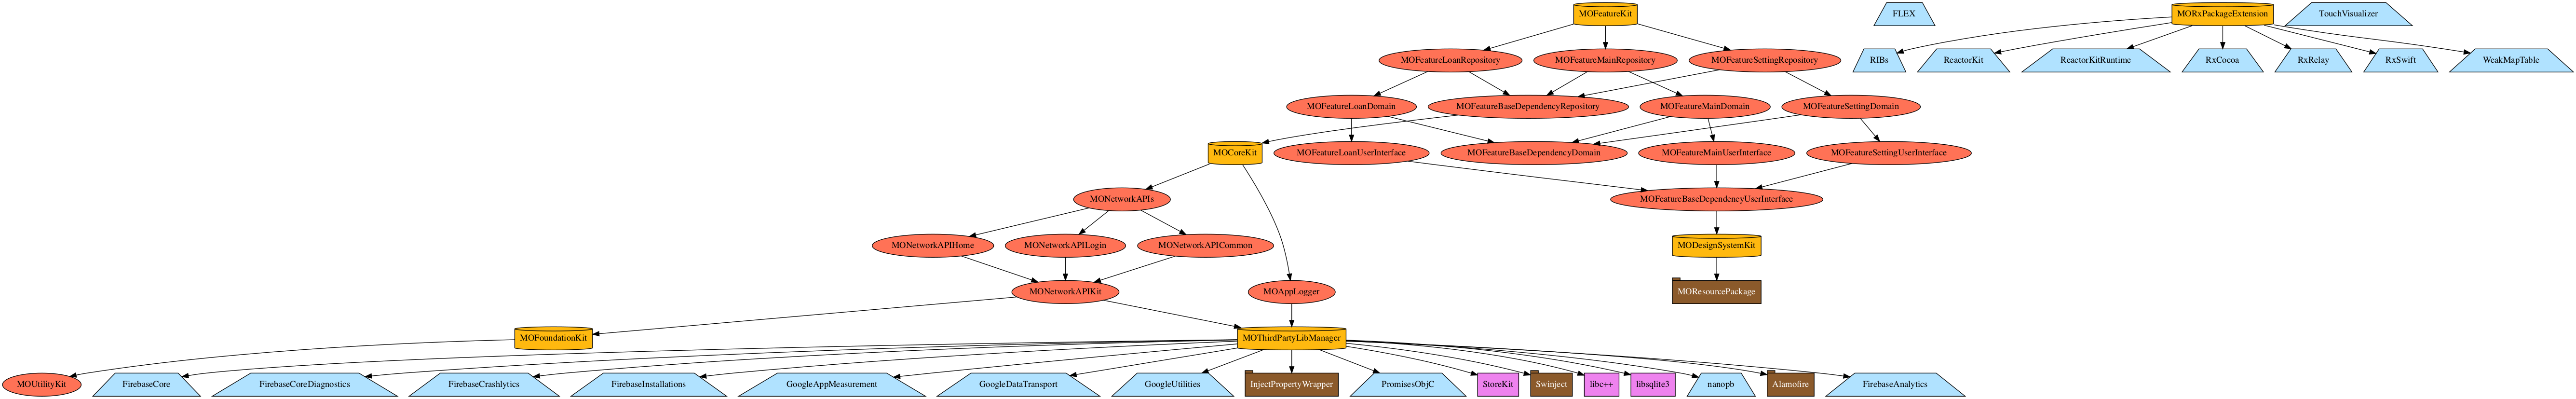 MOFeatureKit
FLEX
MORxPackageExtension
TouchVisualizer
MOFeatureLoanRepository
MOFeatureMainRepository
MOFeatureSettingRepository
RIBs
ReactorKit
ReactorKitRuntime
RxCocoa
RxRelay
RxSwift
WeakMapTable
MOFeatureLoanDomain
MOFeatureBaseDependencyRepository
MOFeatureMainDomain
MOFeatureSettingDomain
MOCoreKit
MOFeatureLoanUserInterface
MOFeatureBaseDependencyDomain
MOFeatureMainUserInterface
MOFeatureSettingUserInterface
MONetworkAPIs
MOFeatureBaseDependencyUserInterface
MONetworkAPIHome
MONetworkAPILogin
MONetworkAPICommon
MODesignSystemKit
MONetworkAPIKit
MOAppLogger
MOResourcePackage
MOFoundationKit
MOThirdPartyLibManager
MOUtilityKit
FirebaseCore
FirebaseCoreDiagnostics
FirebaseCrashlytics
FirebaseInstallations
GoogleAppMeasurement
GoogleDataTransport
GoogleUtilities
InjectPropertyWrapper
PromisesObjC
StoreKit
Swinject
libc++
libsqlite3
nanopb
Alamofire
FirebaseAnalytics